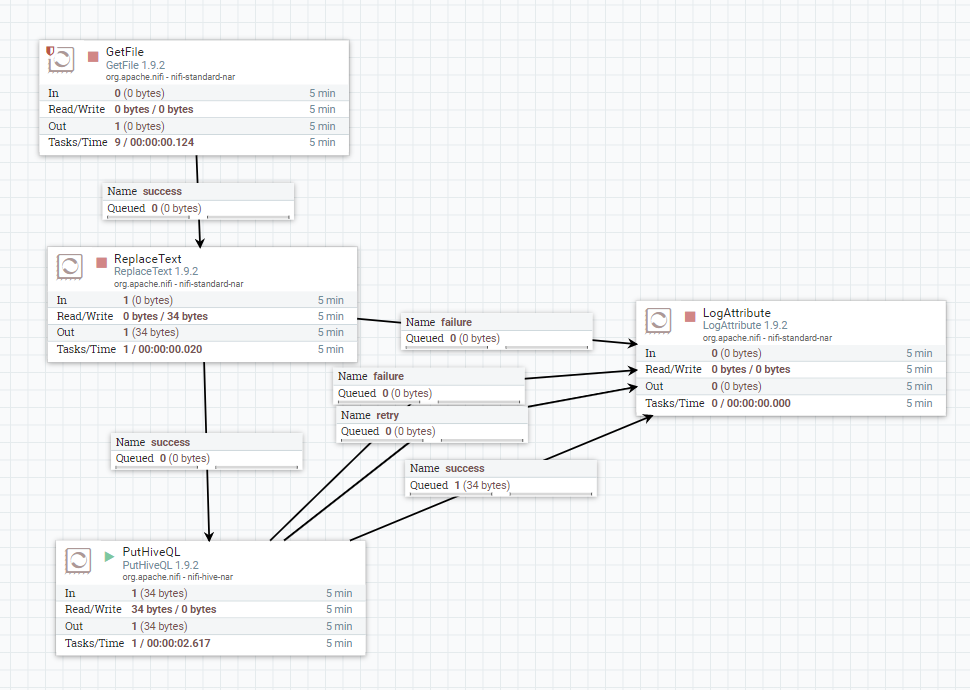 GetFile
GetFile 1.9.2
org.apache.nifi - nifi-standard-nar
In 0 (0 bytes) 5 min
Read/Write 0 bytes / 0 bytes 5 min
Out 1 (0 bytes) 5 min
Tasks/Time 9 / 00:00:00.124 5 min
Name success
Queued 0 (0 bytes)
ReplaceText
ReplaceText 1.9.2
org.apache.nifi - nifi-standard-nar
In 1 (0 bytes) 5 min
Read/Write 0 bytes / 34 bytes 5 min
Out 1 (34 bytes) 5 min
Tasks/Time 1 / 00:00:00.020 5 min
Name failure
Queued 0 (0 bytes)
LogAttribute
LogAttribute 1.9.2
org.apache.nifi - nifi-standard-nar
In 0 (0 bytes) 5 min
Read/Write 0 bytes / 0 bytes 5 min
Out 0 (0 bytes) 5 min
Tasks/Time 0 / 00:00:00.000 5 min
Name failure
Queued 0 (0 bytes)
Name retry
Queued 0 (0 bytes)
Name success
Queued 0 (0 bytes)
Name success
Queued 1 (34 bytes)
PutHiveQL
PutHiveQL 1.9.2
org.apache.nifi - nifi-hive-nar
In 1 (34 bytes) 5 min
Read/Write 34 bytes / 0 bytes 5 min
Out 1 (34 bytes) 5 min
Tasks/Time 1 / 00:00:02.617 5 min